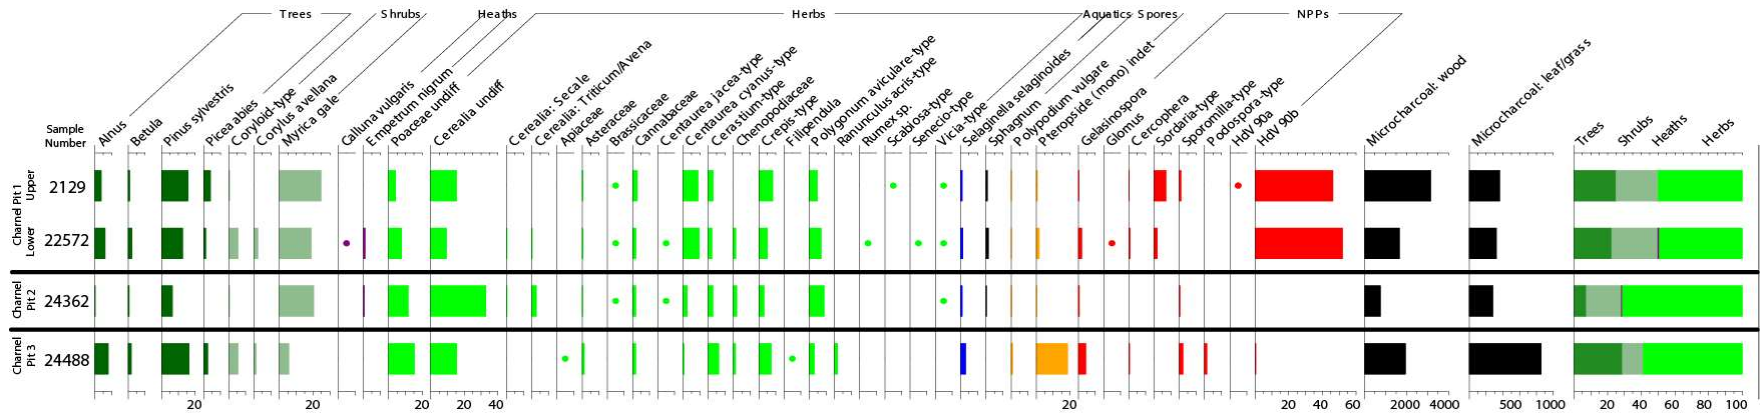 Trees Shrubs Heaths Herbs Aquatics Spores NPPs
Sample Number
Alnus
Betula
Pinus sylvestris
Picea abies
Coryloid-type
Corylus avellana
Myrica gale
Calluna vulgaris
Empetrum nigrum
Poaceae undiff
Cerealia undiff
Cerealia: Secale
Cerealia: Triticum/Avena
Apiaceae
Asteraceae
Brassicaceae
Cannabaceae
Centaurea jacea-type
Centaurea cyanus-type
Cerastium-type
Chenopodiaceae
Crepis-type
Filipendula
Polygonum aviculare-type
Ranunculus acris-type
Rumex sp.
Scabiosa-type
Senecio-type
Vicia-type
Selaginella selaginoides
Sphagnum
Polypodium vulgare
Pteropside (mono) indet
Gelasinospora
Glomus
Cercophera
Sordaria-type
Sporomilla-type
Podospora-type
HdV 90a
HdV 90b
Microcharcoal: wood
Microcharcoal: leaf/grass
Trees
Shrubs
Heaths
Herbs
Channel Pit 1
Upper
2129
Lower
22572
Channel
Pit 2
24362
Channel
Pit 3
24488
20 20 20 20 40 20 20 40 60 2000 4000 500 1000 20 40 60 80 100